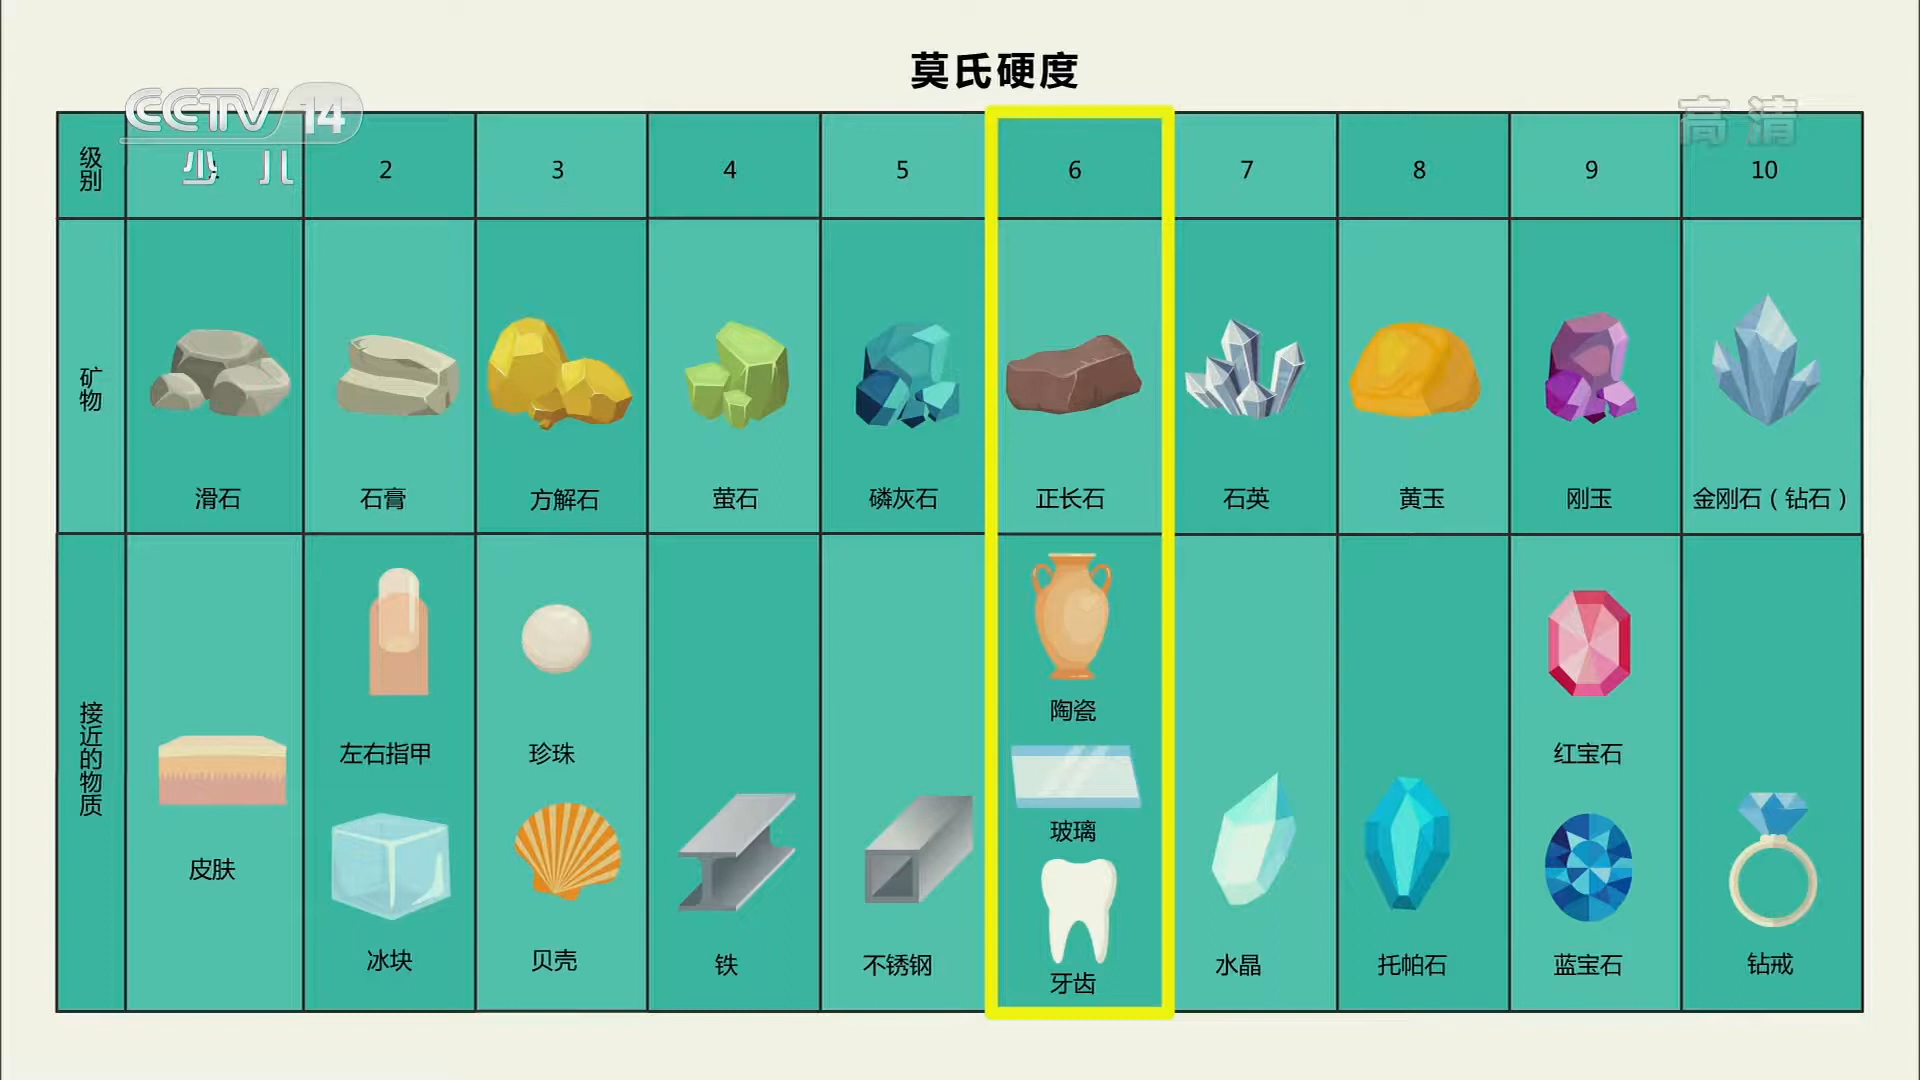 莫氏硬度
CCTV 14
少儿
高清
级别
2
3
4
5
6
7
8
9
10
矿物
滑石
石膏
方解石
萤石
磷灰石
正长石
石英
黄玉
刚玉
金刚石（钻石）
接近的物质
皮肤
左右指甲
冰块
珍珠
贝壳
铁
不锈钢
陶瓷
玻璃
牙齿
水晶
托帕石
红宝石
蓝宝石
钻戒